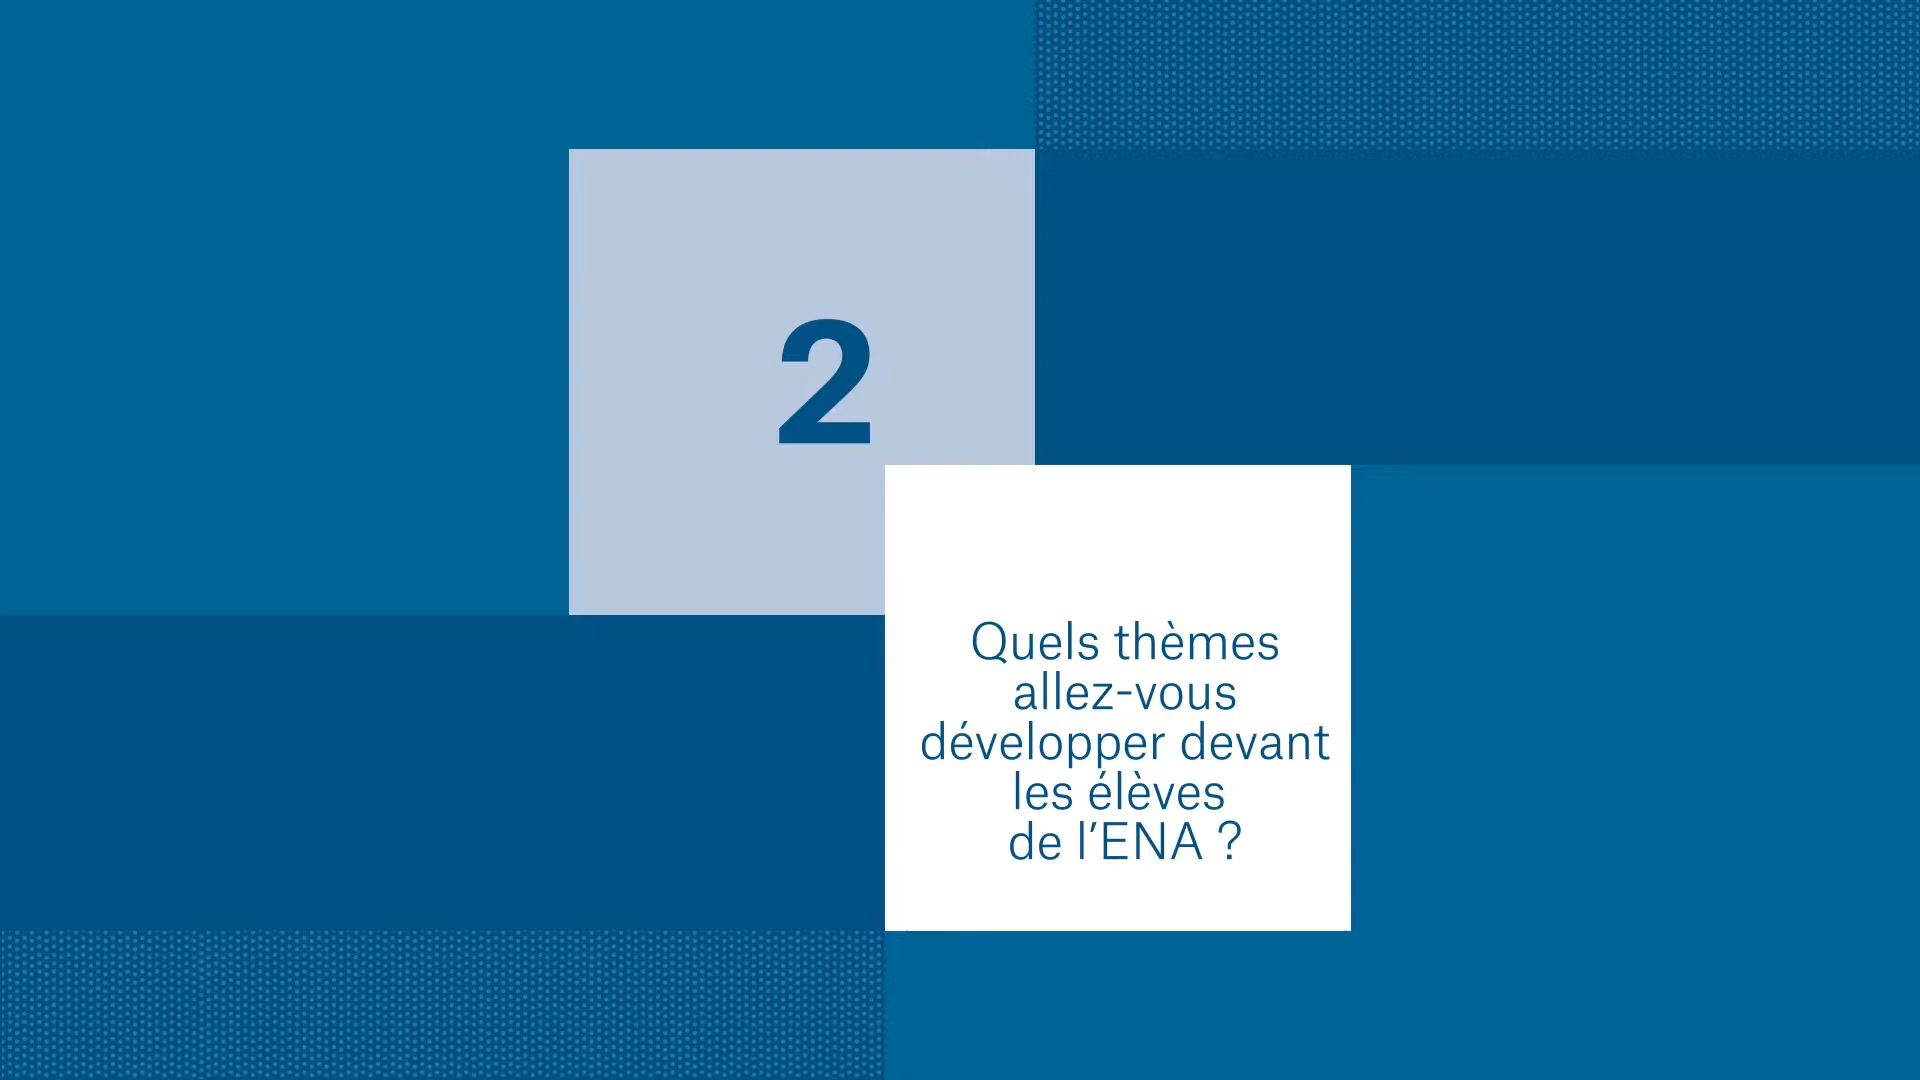 2
Quels thèmes
allez-vous
développer devant
les élèves
de l’ENA ?